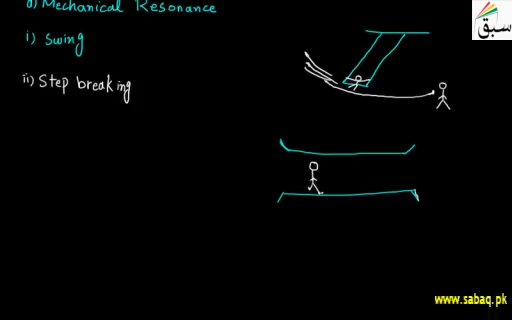 d) Mechanical Resonance
i) Swing
ii) Step breaking
سبق
www.sabaq.pk